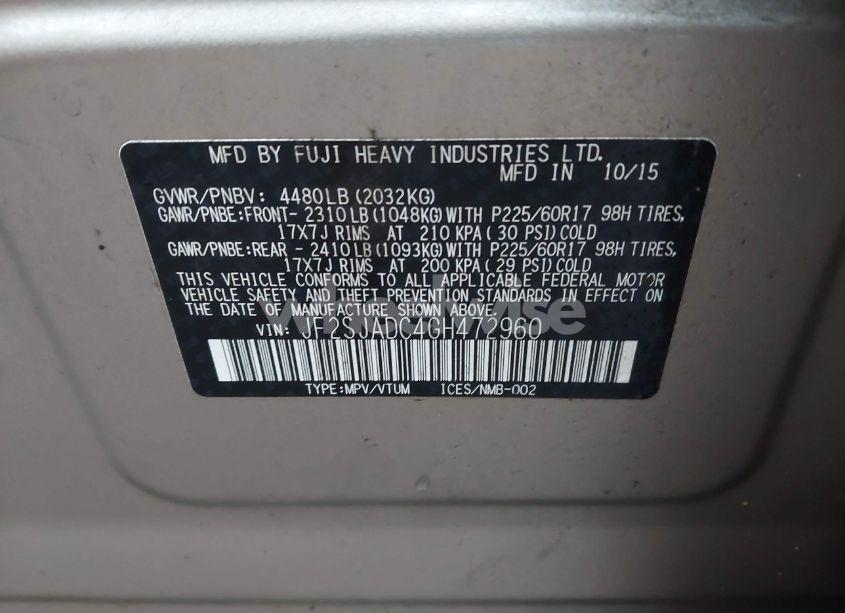 MFD BY FUJI HEAVY INDUSTRIES LTD.
MFD IN 10/15
GVWR/PNBV: 4480LB(2032KG)
GAWR/PNBE:FRONT- 2310LB(1048KG)WITH P225/60R17 98H TIRES,
17X7J RIMS AT 210 KPA(30 PSI)COLD
GAWR/PNBE:REAR - 2410LB(1093KG)WITH P225/60R17 98H TIRES,
17X7J RIMS AT 200 KPA(29 PSI)COLD
THIS VEHICLE CONFORMS TO ALL APPLICABLE FEDERAL MOTOR
VEHICLE SAFETY AND THEFT PREVENTION STANDARDS IN EFFECT ON
THE DATE OF MANUFACTURE SHOWN ABOVE.
VIN: JF2SJADC4GH472960
TYPE:MPV/VTUM ICES/NMB-002